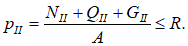 p_II = (N_II + Q_II + G_II) / A ≤ R.